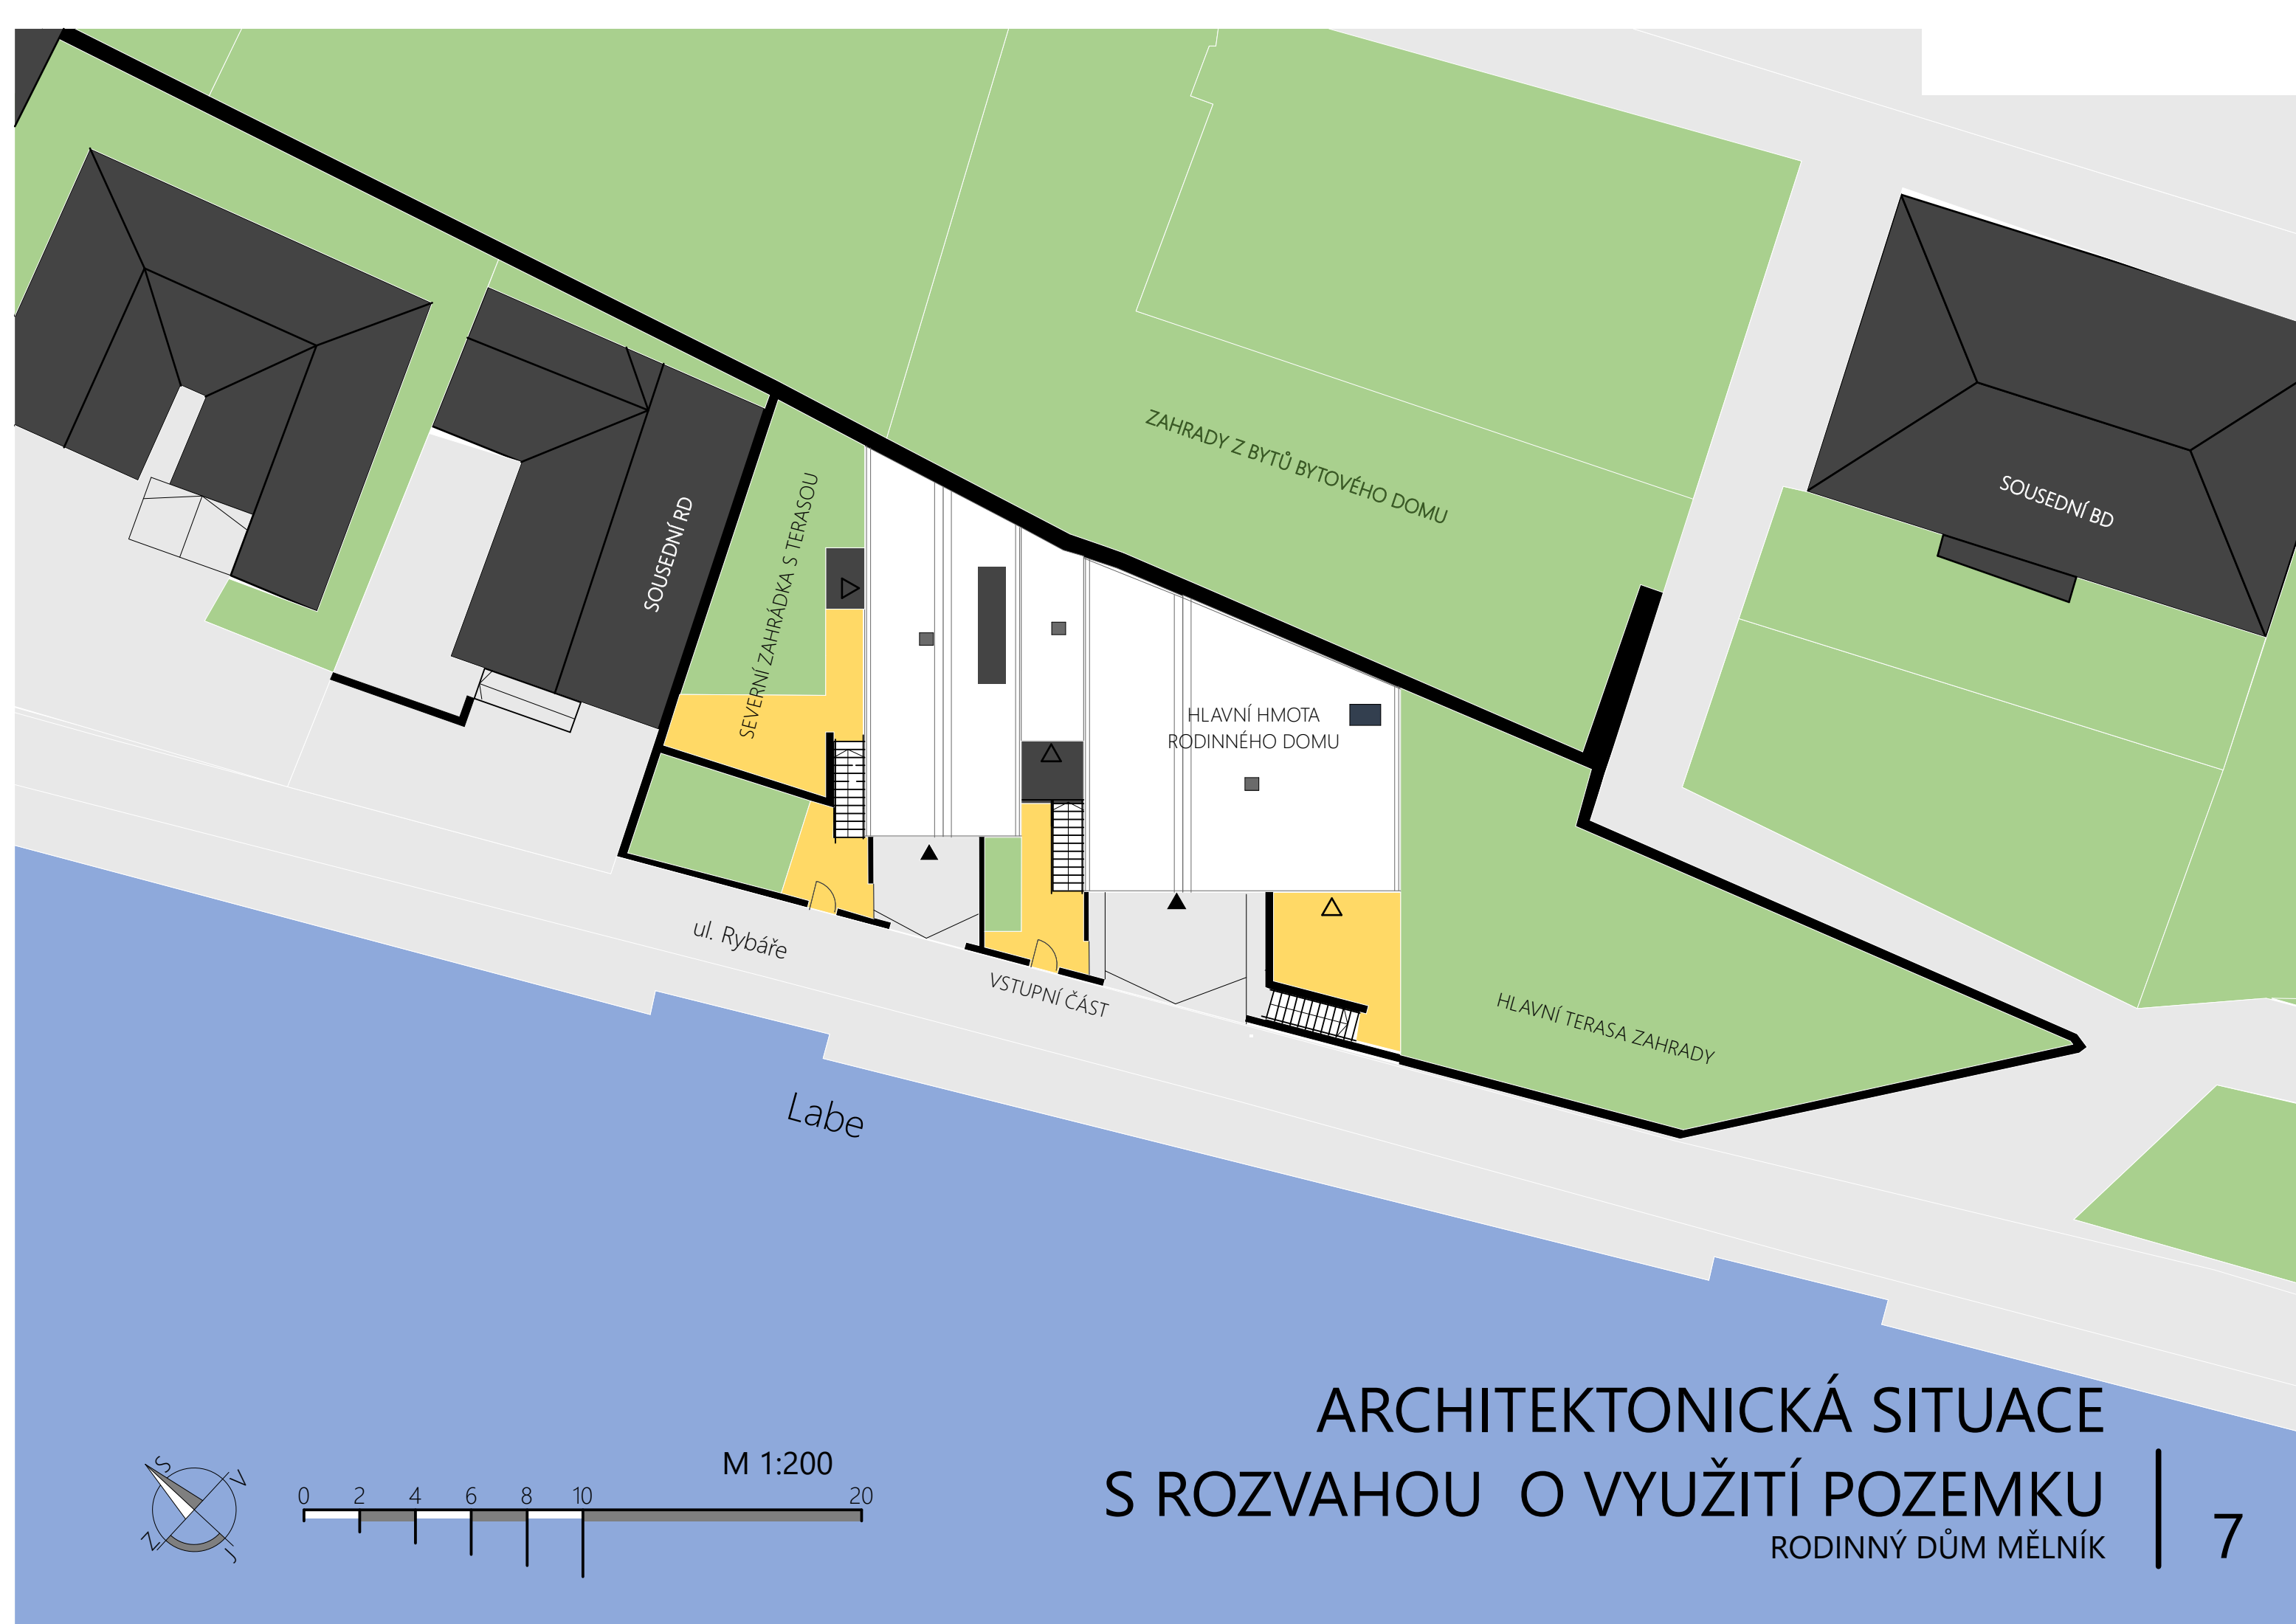 ZAHRADY Z BYTŮ BYTOVÉHO DOMU
SOUSEDNÍ BD
SOUSEDNÍ RD
SEVERNÍ ZAHRÁDKA S TERASOU
HLAVNÍ HMOTA
RODINNÉHO DOMU
ul. Rybáře
VSTUPNÍ ČÁST
HLAVNÍ TERASA ZAHRADY
Labe
S
V
Z
J
M 1:200
0 2 4 6 8 10 20
ARCHITEKTONICKÁ SITUACE
S ROZVAHOU O VYUŽITÍ POZEMKU
RODINNÝ DŮM MĚLNÍK
7